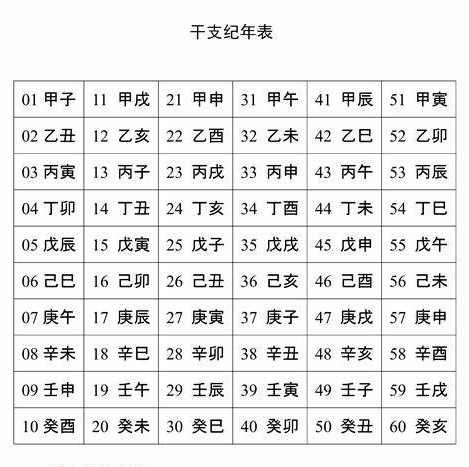 干支纪年表
01 甲子 11 甲戌 21 甲申 31 甲午 41 甲辰 51 甲寅
02 乙丑 12 乙亥 22 乙酉 32 乙未 42 乙巳 52 乙卯
03 丙寅 13 丙子 23 丙戌 33 丙申 43 丙午 53 丙辰
04 丁卯 14 丁丑 24 丁亥 34 丁酉 44 丁未 54 丁巳
05 戊辰 15 戊寅 25 戊子 35 戊戌 45 戊申 55 戊午
06 己巳 16 己卯 26 己丑 36 己亥 46 己酉 56 己未
07 庚午 17 庚辰 27 庚寅 37 庚子 47 庚戌 57 庚申
08 辛未 18 辛巳 28 辛卯 38 辛丑 48 辛亥 58 辛酉
09 壬申 19 壬午 29 壬辰 39 壬寅 49 壬子 59 壬戌
10 癸酉 20 癸未 30 癸巳 40 癸卯 50 癸丑 60 癸亥